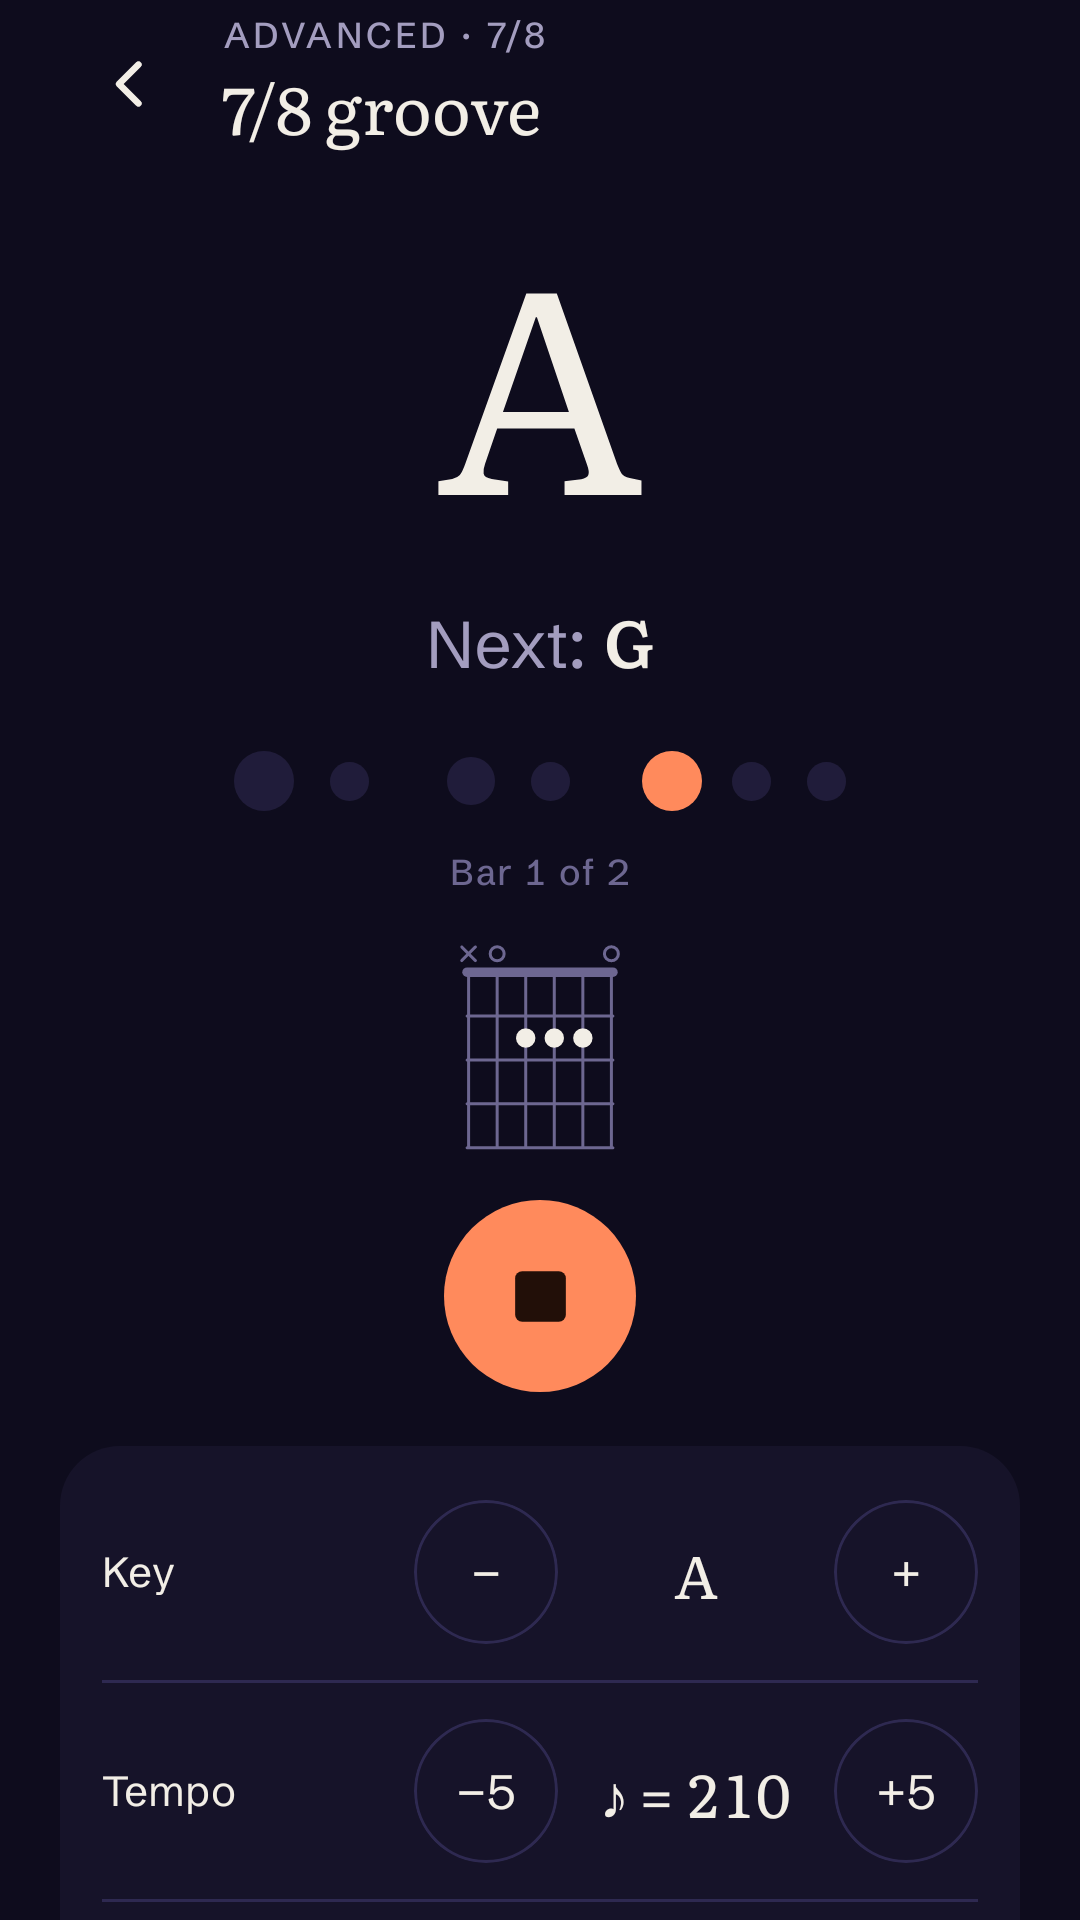 ADVANCED · 7/8
7/8 groove
A
Next: G
Bar 1 of 2
Key − A +
Tempo −5 ♪ = 210 +5